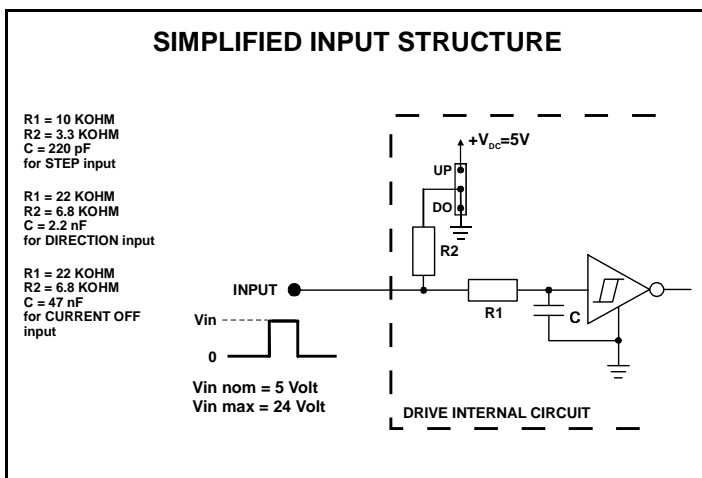 SIMPLIFIED INPUT STRUCTURE
R1 = 10 KOHM
R2 = 3.3 KOHM
C = 220 pF
for STEP input
R1 = 22 KOHM
R2 = 6.8 KOHM
C = 2.2 nF
for DIRECTION input
R1 = 22 KOHM
R2 = 6.8 KOHM
C = 47 nF
for CURRENT OFF
input
+VDC=5V
UP
DO
R2
INPUT
R1
C
Vin
0
Vin nom = 5 Volt
Vin max = 24 Volt
DRIVE INTERNAL CIRCUIT